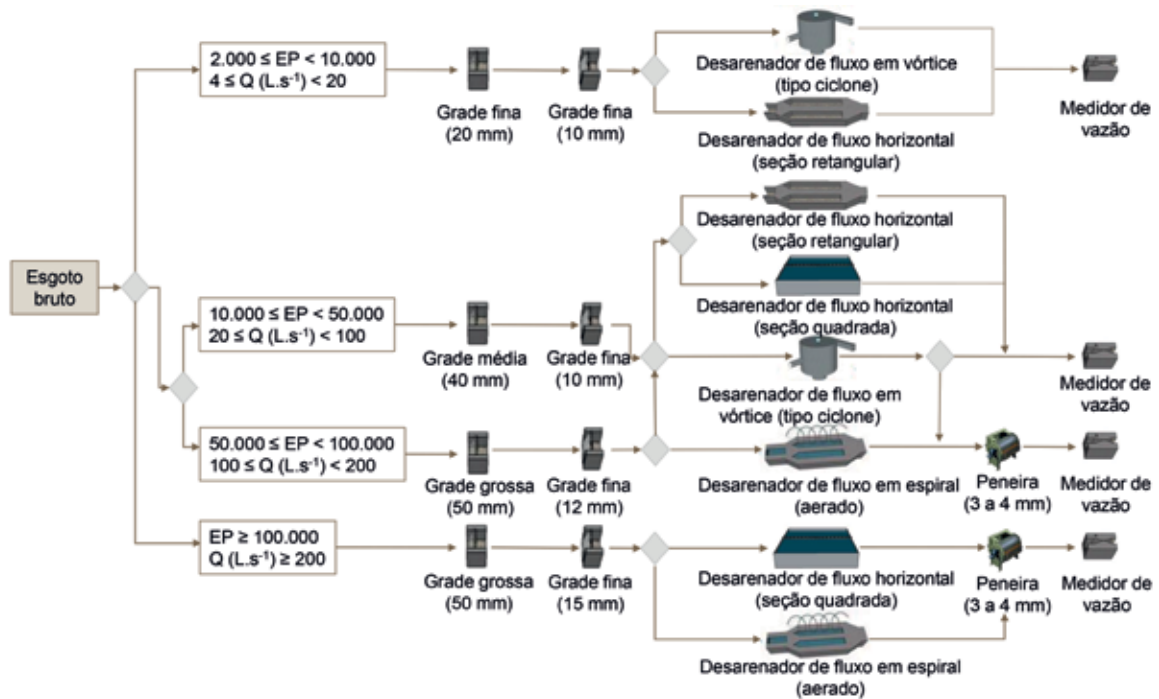 2.000 ≤ EP < 10.000
4 ≤ Q (L.s⁻¹) < 20
Grade fina
(20 mm)
Grade fina
(10 mm)
Desarenador de fluxo em vórtice
(tipo ciclone)
Desarenador de fluxo horizontal
(seção retangular)
Medidor de
vazão
Esgoto
bruto
10.000 ≤ EP < 50.000
20 ≤ Q (L.s⁻¹) < 100
Grade média
(40 mm)
Grade fina
(10 mm)
Desarenador de fluxo horizontal
(seção retangular)
Desarenador de fluxo horizontal
(seção quadrada)
Desarenador de fluxo em
vórtice (tipo ciclone)
Medidor de
vazão
50.000 ≤ EP < 100.000
100 ≤ Q (L.s⁻¹) < 200
Grade grossa
(50 mm)
Grade fina
(12 mm)
Desarenador de fluxo em espiral
(aerado)
Peneira
(3 a 4 mm)
Medidor de
vazão
EP ≥ 100.000
Q (L.s⁻¹) ≥ 200
Grade grossa
(50 mm)
Grade fina
(15 mm)
Desarenador de fluxo horizontal
(seção quadrada)
Peneira
(3 a 4 mm)
Medidor de
vazão
Desarenador de fluxo em espiral
(aerado)